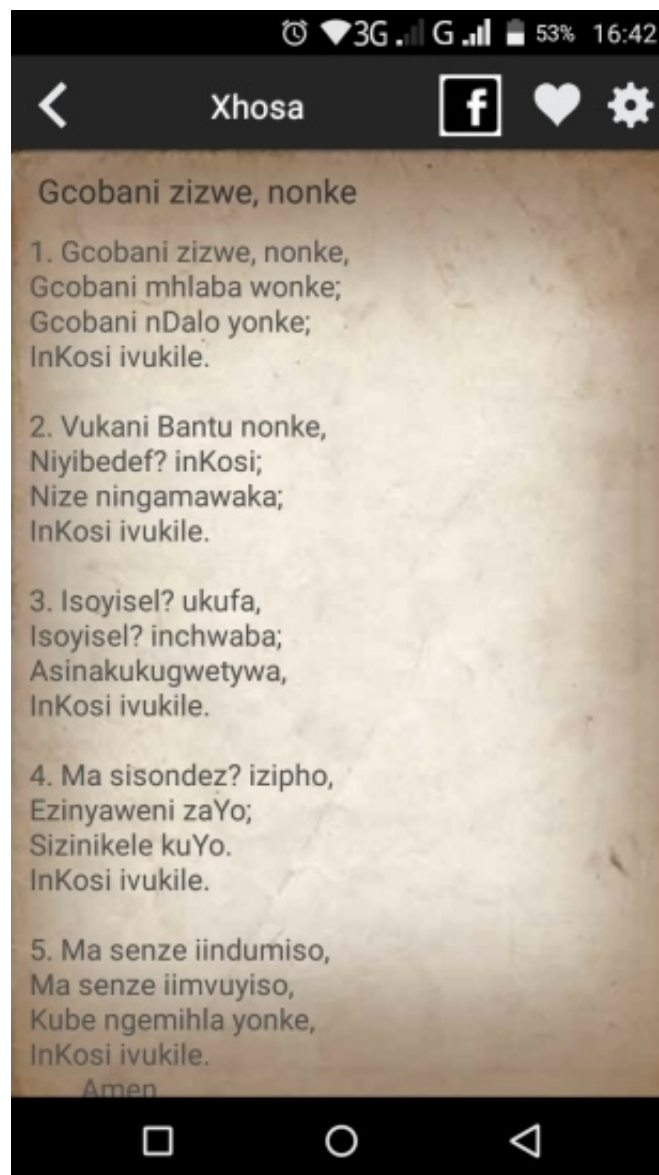 3G G 53% 16:42
Xhosa f
Gcobani zizwe, nonke
1. Gcobani zizwe, nonke,
Gcobani mhlaba wonke;
Gcobani nDalo yonke;
InKosi ivukile.
2. Vukani Bantu nonke,
Niyibedef? inKosi;
Nize ningamawaka;
InKosi ivukile.
3. Isoyisel? ukufa,
Isoyisel? inchwaba;
Asinakukugwetywa,
InKosi ivukile.
4. Ma sisondez? izipho,
Ezinyaweni zaYo;
Sizinikele kuYo.
InKosi ivukile.
5. Ma senze iindumiso,
Ma senze iimvuyiso,
Kube ngemihla yonke,
InKosi ivukile.
Amen